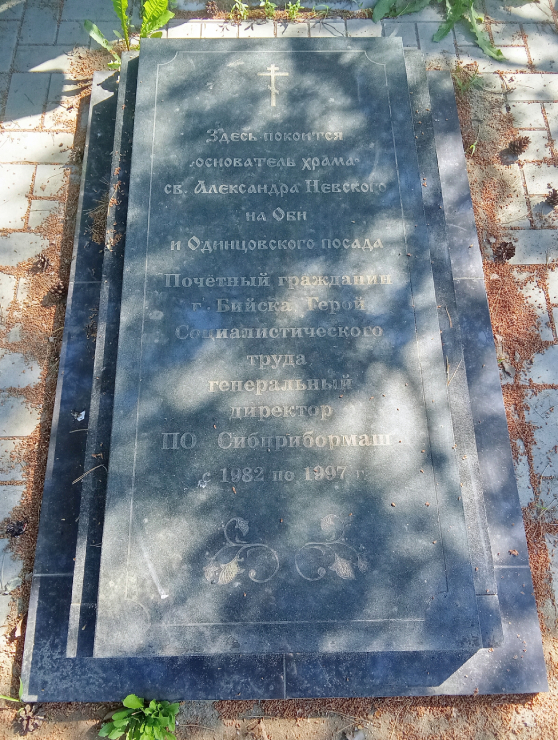 Здесь покоится
основатель храма
св. Александра Невского
на Оби
и Одинцовского посада
Почетный гражданин
г. Бийска, Герой
Социалистического
труда
генеральный
директор
ПО Сибприбормаш
с 1982 по 1997 г.